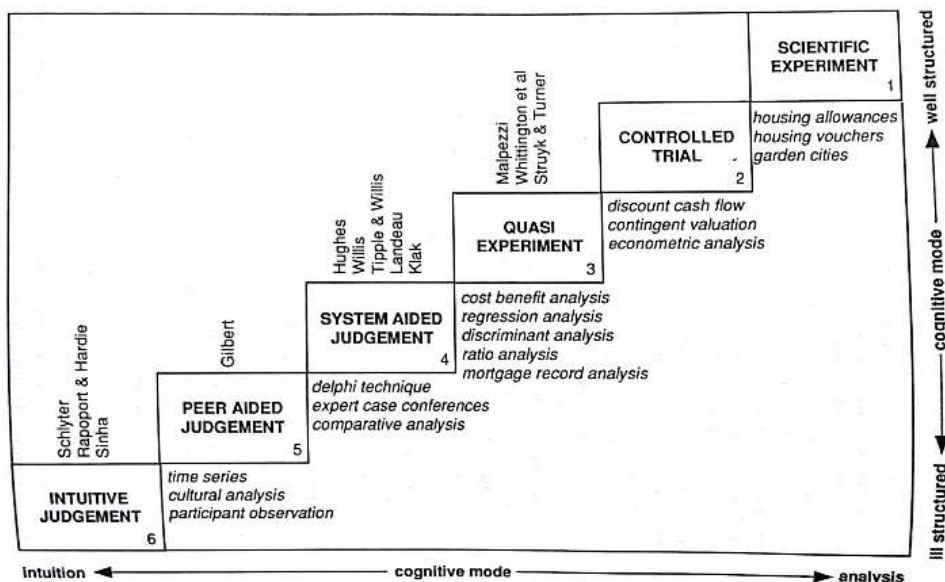 SCIENTIFIC
EXPERIMENT
1
housing allowances
housing vouchers
garden cities
CONTROLLED
TRIAL
2
Malpezzi
Whittington et al
Struyk & Turner
discount cash flow
contingent valuation
econometric analysis
QUASI
EXPERIMENT
3
Hughes
Willis
Tipple & Willis
Landeau
Klak
cost benefit analysis
regression analysis
discriminant analysis
ratio analysis
mortgage record analysis
SYSTEM AIDED
JUDGEMENT
4
Gilbert
delphi technique
expert case conferences
comparative analysis
PEER AIDED
JUDGEMENT
5
Schlyter
Rapoport & Hardie
Sinha
time series
cultural analysis
participant observation
INTUITIVE
JUDGEMENT
6
intuition
cognitive mode
analysis
well structured
cognitive mode
ill structured